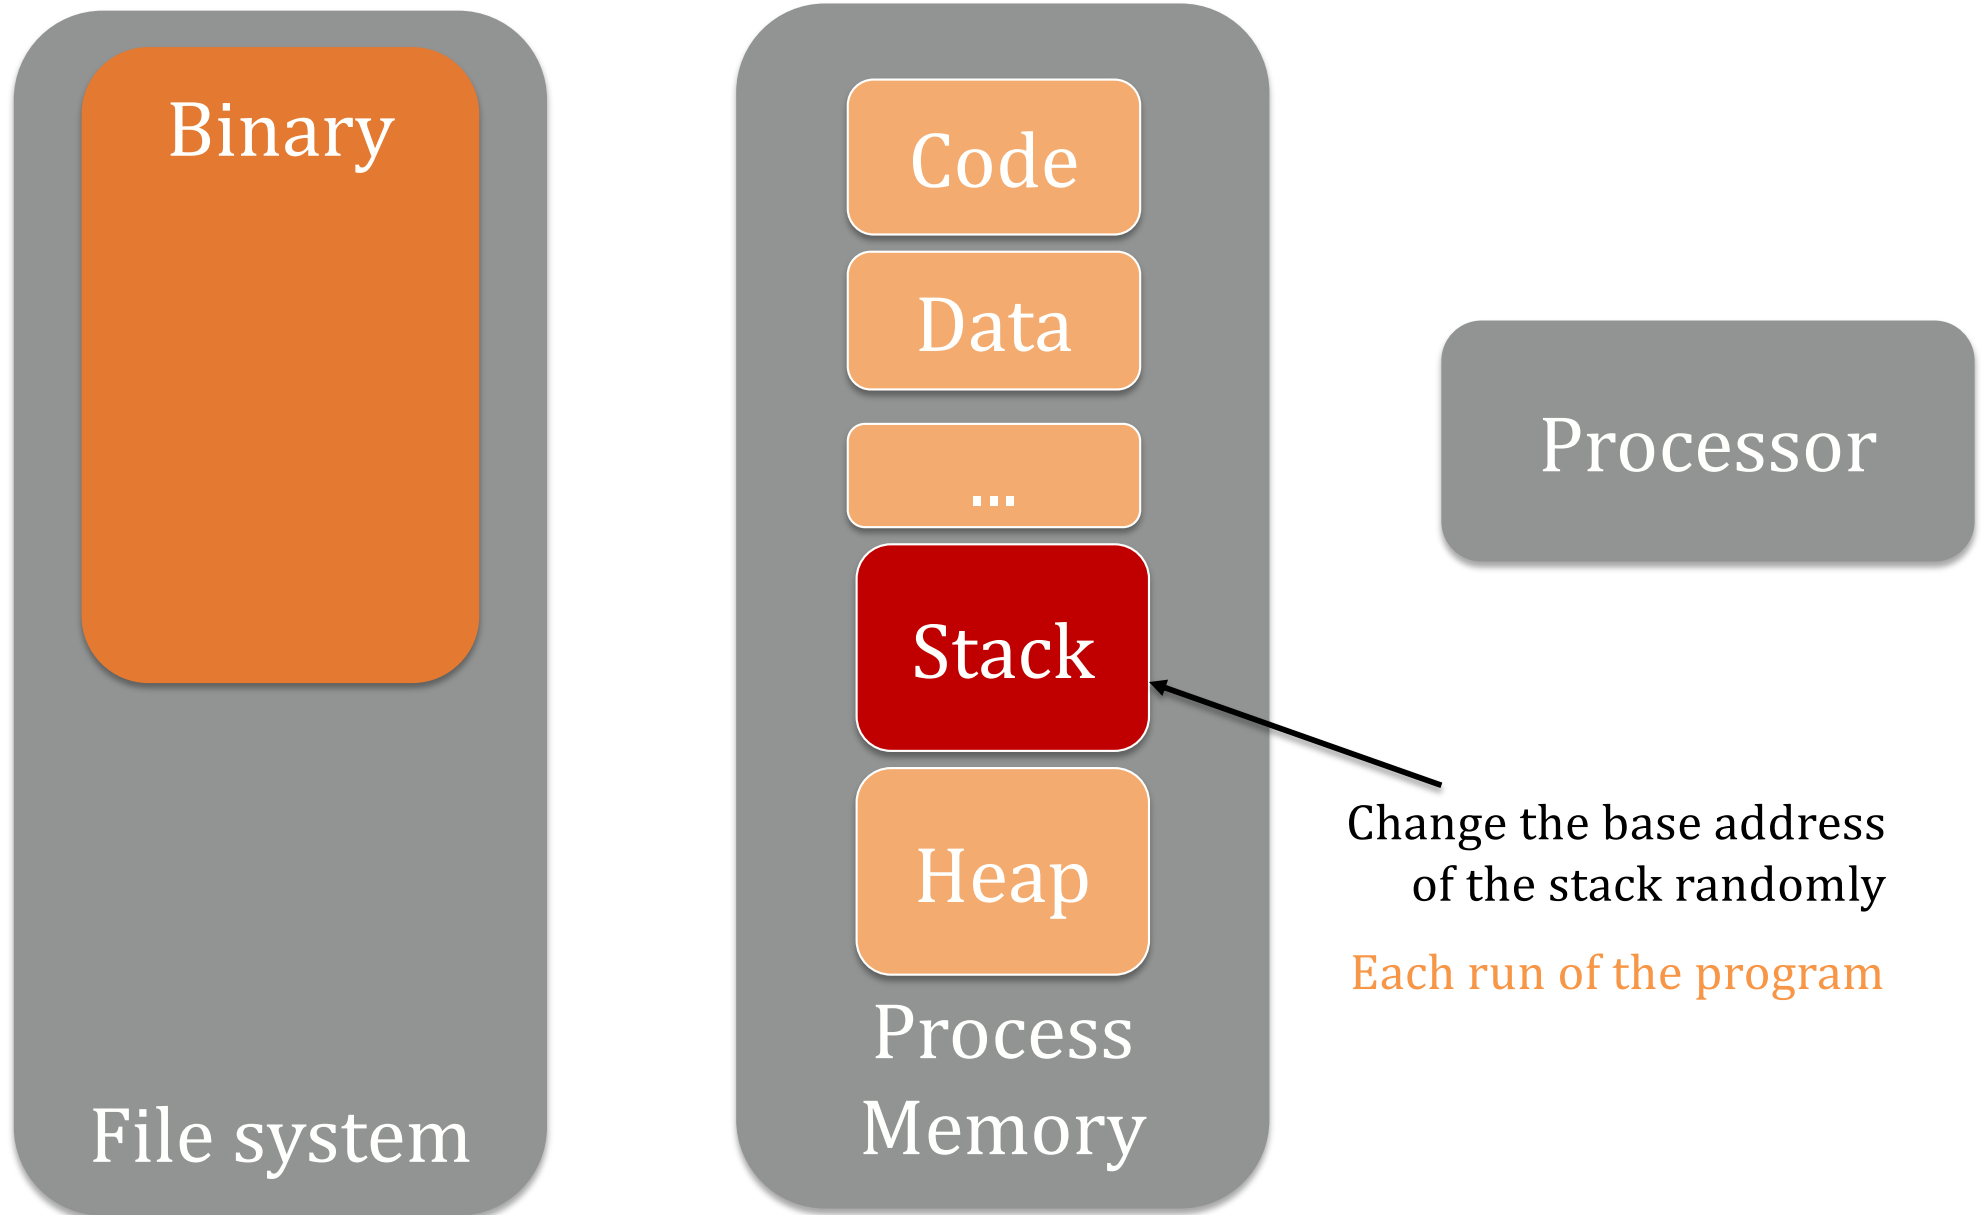 Binary
File system
Code
Data
...
Stack
Heap
Process
Memory
Processor
Change the base address
of the stack randomly
Each run of the program